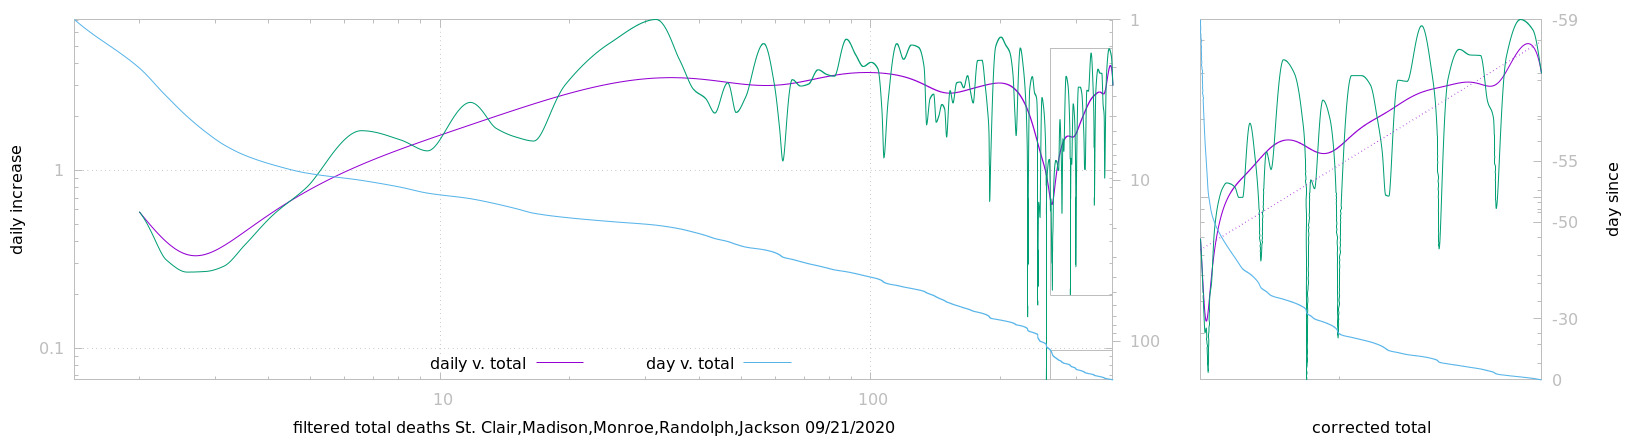 1
-59
1
10
-55
-50
daily increase
day since
-30
0.1
100
daily v. total
day v. total
0
10
100
filtered total deaths St. Clair,Madison,Monroe,Randolph,Jackson 09/21/2020
corrected total